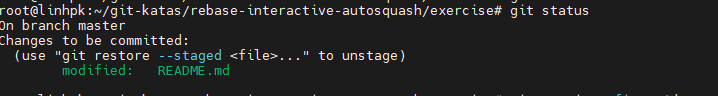 root@linhpk:~/git-katas/rebase-interactive-autosquash/exercise# git status
On branch master
Changes to be committed:
  (use "git restore --staged <file>..." to unstage)
        modified:   README.md